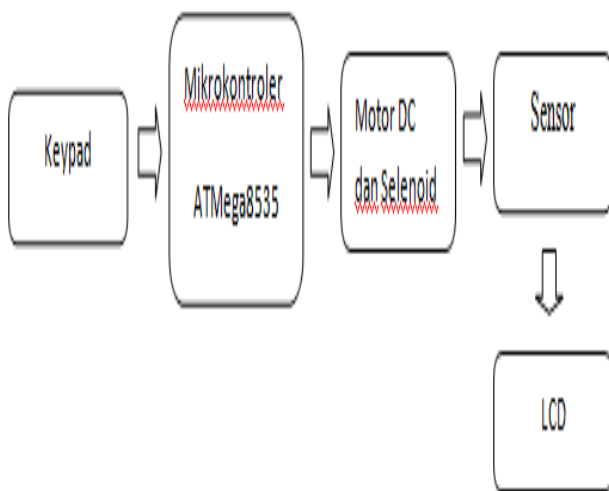 Keypad
Mikrokontroler
ATMega8535
Motor DC
dan Selenoid
Sensor
LCD